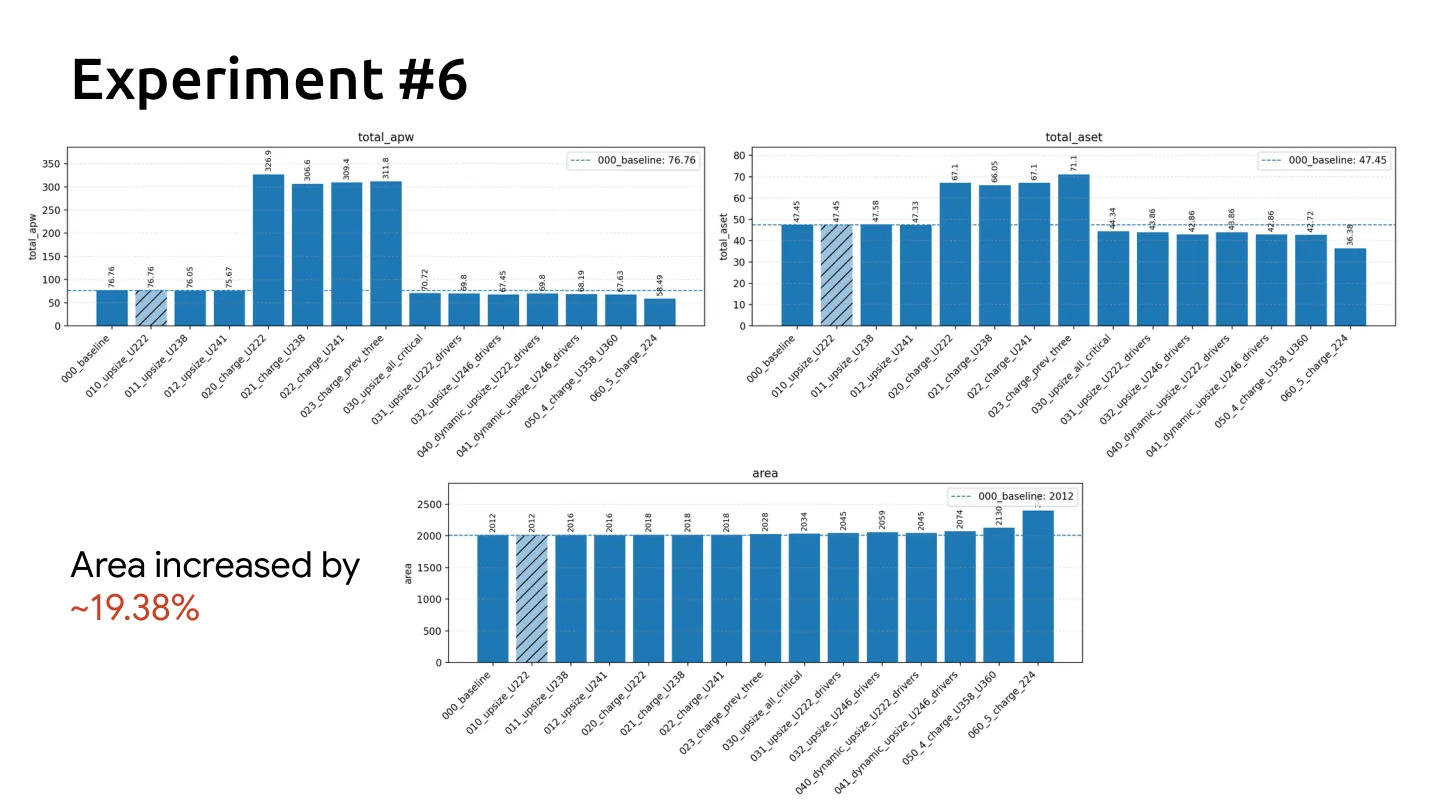 Experiment #6
total_apw
000_baseline: 76.76
total_apw
350
300
250
200
150
100
50
0
76.76
76.76
76.05
75.67
326.9
306.6
309.4
311.8
70.72
69.8
67.45
69.8
68.19
67.63
58.49
000_baseline
010_upsize_U222
011_upsize_U238
012_upsize_U241
020_charge_U222
021_charge_U238
022_charge_U241
023_charge_prev_three
030_upsize_all_critical
031_upsize_U222_drivers
032_upsize_U246_drivers
040_dynamic_upsize_U222_drivers
041_dynamic_upsize_U246_drivers
050_4_charge_U358_U360
060_5_charge_224
total_aset
000_baseline: 47.45
total_aset
80
70
60
50
40
30
20
10
0
47.45
47.45
47.58
47.33
67.1
66.05
67.1
71.1
44.34
43.86
42.86
43.86
42.86
42.72
36.38
000_baseline
010_upsize_U222
011_upsize_U238
012_upsize_U241
020_charge_U222
021_charge_U238
022_charge_U241
023_charge_prev_three
030_upsize_all_critical
031_upsize_U222_drivers
032_upsize_U246_drivers
040_dynamic_upsize_U222_drivers
041_dynamic_upsize_U246_drivers
050_4_charge_U358_U360
060_5_charge_224
Area increased by
~19.38%
area
000_baseline: 2012
area
2500
2000
1500
1000
500
0
2012
2012
2016
2016
2018
2018
2018
2028
2034
2045
2059
2045
2074
2130
000_baseline
010_upsize_U222
011_upsize_U238
012_upsize_U241
020_charge_U222
021_charge_U238
022_charge_U241
023_charge_prev_three
030_upsize_all_critical
031_upsize_U222_drivers
032_upsize_U246_drivers
040_dynamic_upsize_U222_drivers
041_dynamic_upsize_U246_drivers
050_4_charge_U358_U360
060_5_charge_224